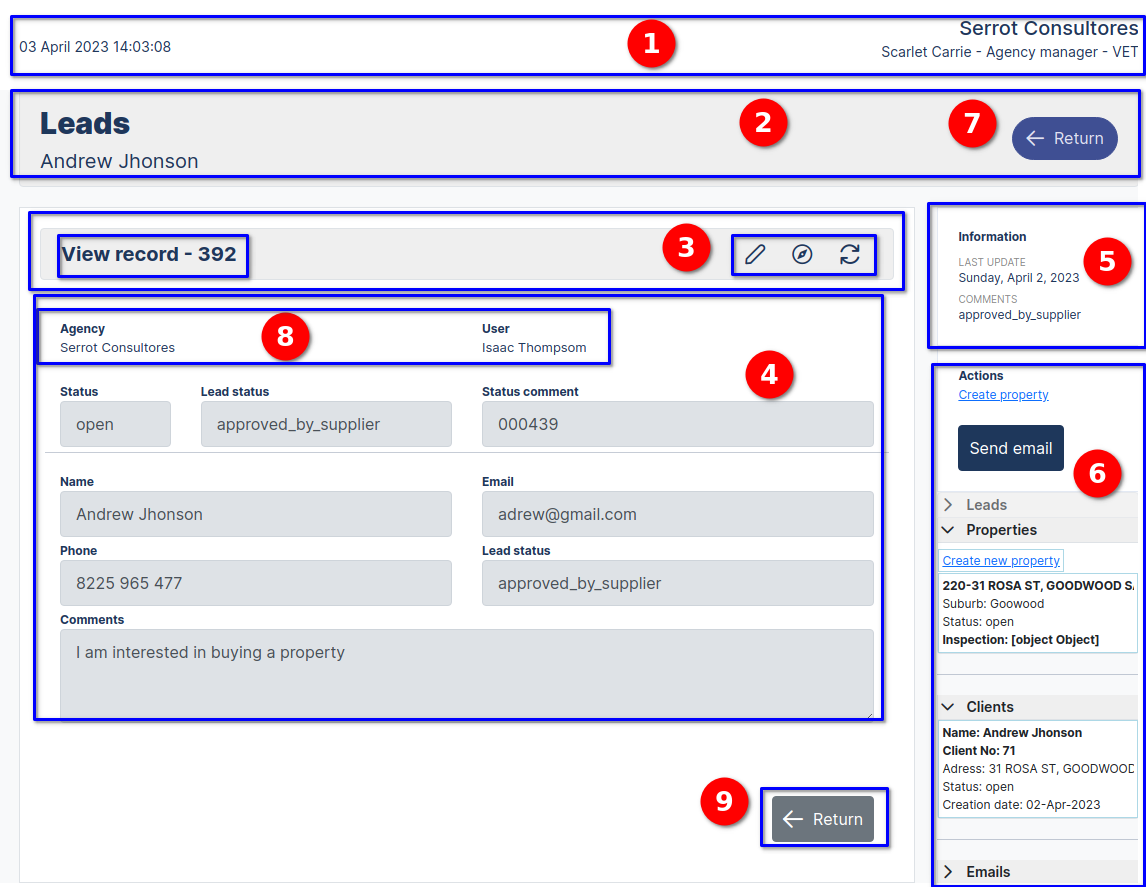 03 April 2023 14:03:08
1
Serrot Consultores
Scarlet Carrie - Agency manager - VET
Leads
Andrew Jhonson
2
7
Return
View record - 392
3
Agency
Serrot Consultores
8
User
Isaac Thompsom
4
Status
open
Lead status
approved_by_supplier
Status comment
000439
Name
Andrew Jhonson
Email
adrew@gmail.com
Phone
8225 965 477
Lead status
approved_by_supplier
Comments
I am interested in buying a property
9
Return
Information
LAST UPDATE
Sunday, April 2, 2023
COMMENTS
approved_by_supplier
5
Actions
Create property
Send email
6
Leads
Properties
Create new property
220-31 ROSA ST, GOODWOOD
Suburb: Goowood
Status: open
Inspection: [object Object]
Clients
Name: Andrew Jhonson
Client No: 71
Adress: 31 ROSA ST, GOODWOOD
Status: open
Creation date: 02-Apr-2023
Emails